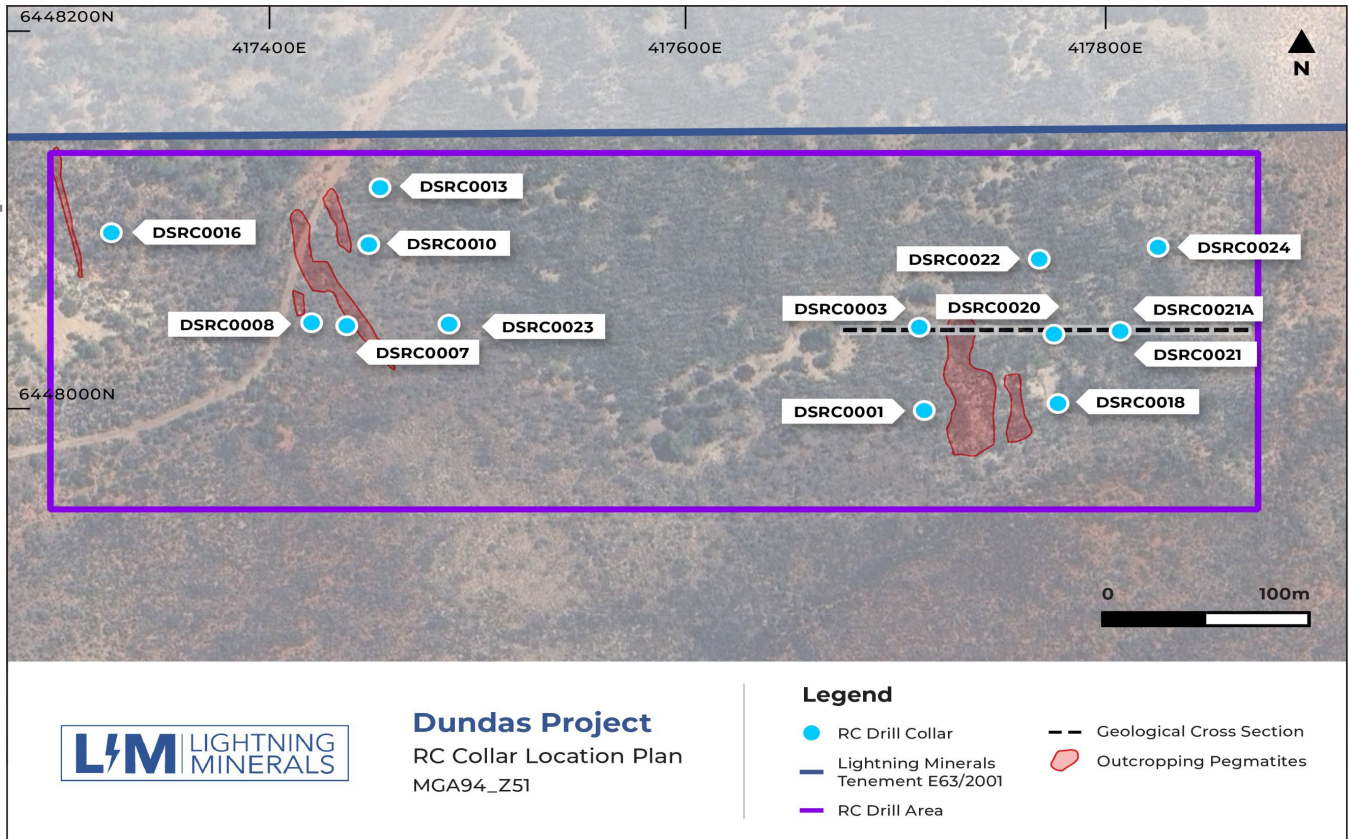 6448200N
417400E
417600E
417800E
N
DSRC0013
DSRC0016
DSRC0010
DSRC0024
DSRC0022
DSRC0003
DSRC0020
DSRC0021A
DSRC0008
DSRC0023
DSRC0007
DSRC0021
6448000N
DSRC0001
DSRC0018
0 100m
LM
LIGHTNING
MINERALS
Dundas Project
RC Collar Location Plan
MGA94_Z51
Legend
RC Drill Collar
Lightning Minerals
Tenement E63/2001
RC Drill Area
Geological Cross Section
Outcropping Pegmatites